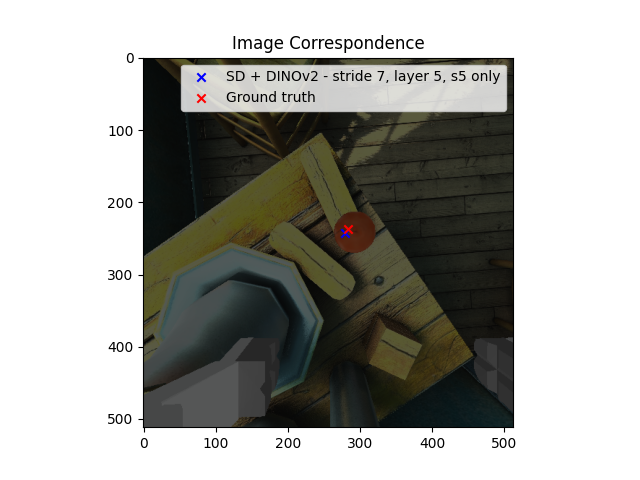 Image Correspondence
SD + DINOv2 - stride 7, layer 5, s5 only
Ground truth
0
100
200
300
400
500
0 100 200 300 400 500